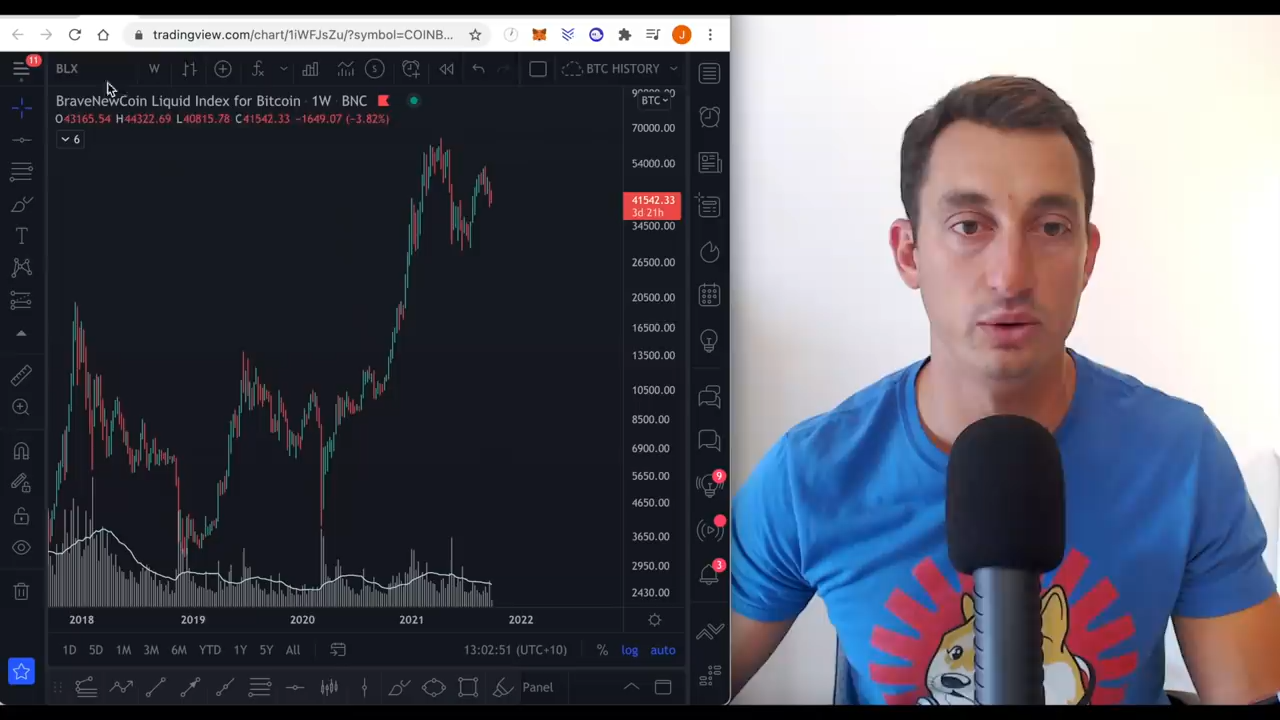 tradingview.com/chart/1iWFJsZu/?symbol=COINB...
J
11
BLX
W
S
BTC HISTORY
BraveNewCoin Liquid Index for Bitcoin · 1W BNC
O43165.54 H44322.69 L40815.78 C41542.33 −1649.07 (−3.82%)
6
BTC
70000.00
54000.00
41542.33
3d 21h
34500.00
26500.00
20500.00
16500.00
13500.00
10500.00
8500.00
6900.00
5650.00
4650.00
3650.00
2950.00
2430.00
9
3
2018 2019 2020 2021 2022
1D 5D 1M 3M 6M YTD 1Y 5Y All 13:02:51 (UTC+10) % log auto
Panel